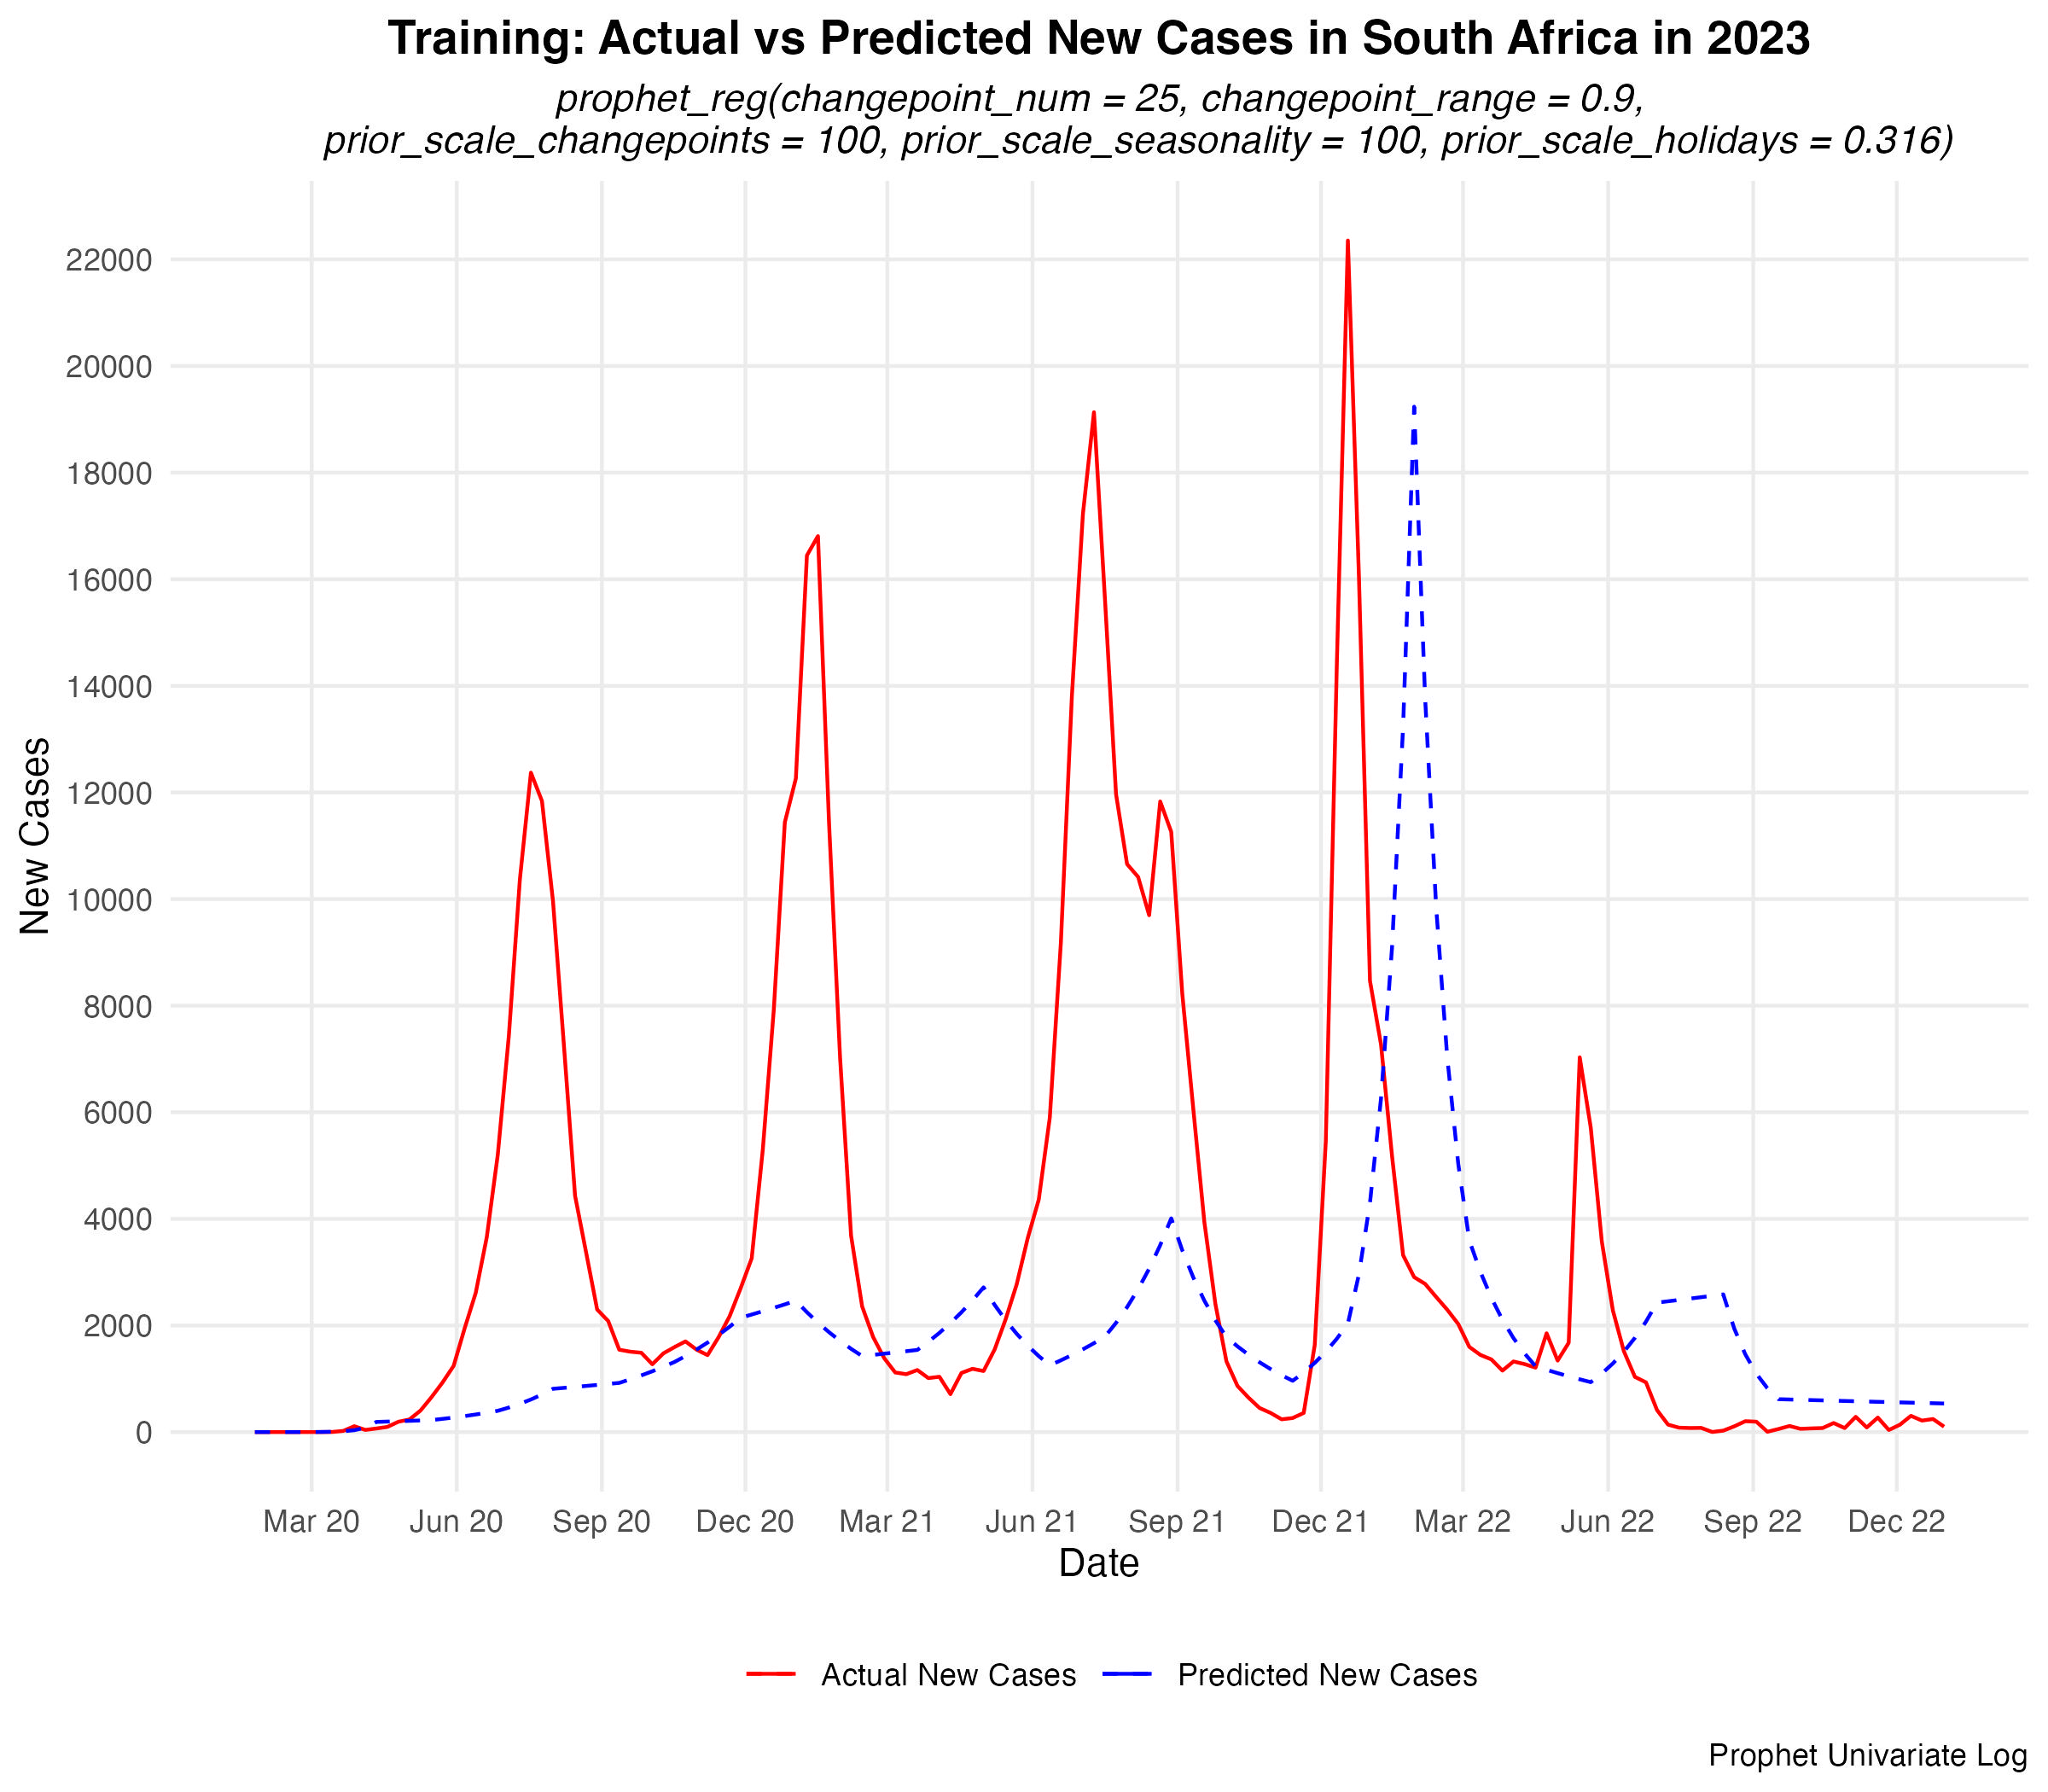 Training: Actual vs Predicted New Cases in South Africa in 2023
prophet_reg(changepoint_num = 25, changepoint_range = 0.9,
prior_scale_changepoints = 100, prior_scale_seasonality = 100, prior_scale_holidays = 0.316)
New Cases
22000
20000
18000
16000
14000
12000
10000
8000
6000
4000
2000
0
Mar 20 Jun 20 Sep 20 Dec 20 Mar 21 Jun 21 Sep 21 Dec 21 Mar 22 Jun 22 Sep 22 Dec 22
Date
Actual New Cases Predicted New Cases
Prophet Univariate Log